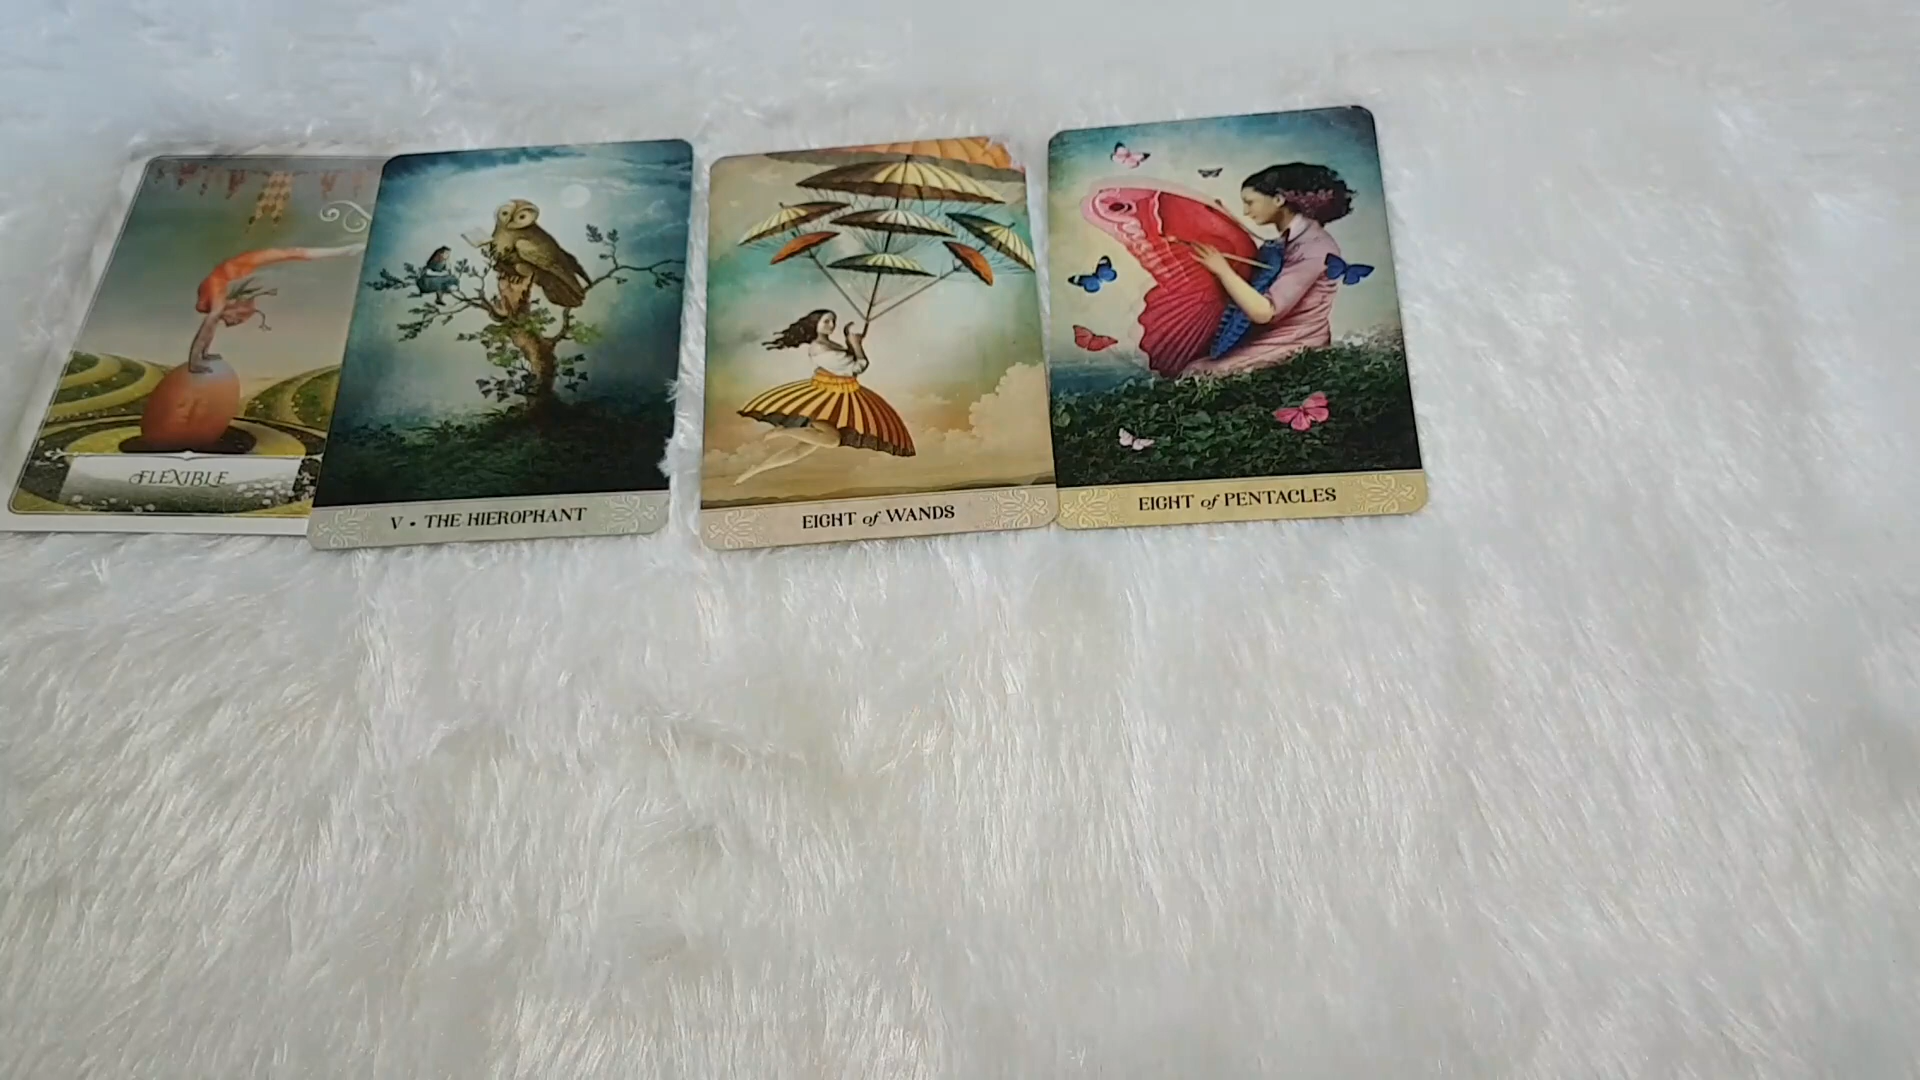 FLEXIBLE
V • THE HIEROPHANT
EIGHT of WANDS
EIGHT of PENTACLES